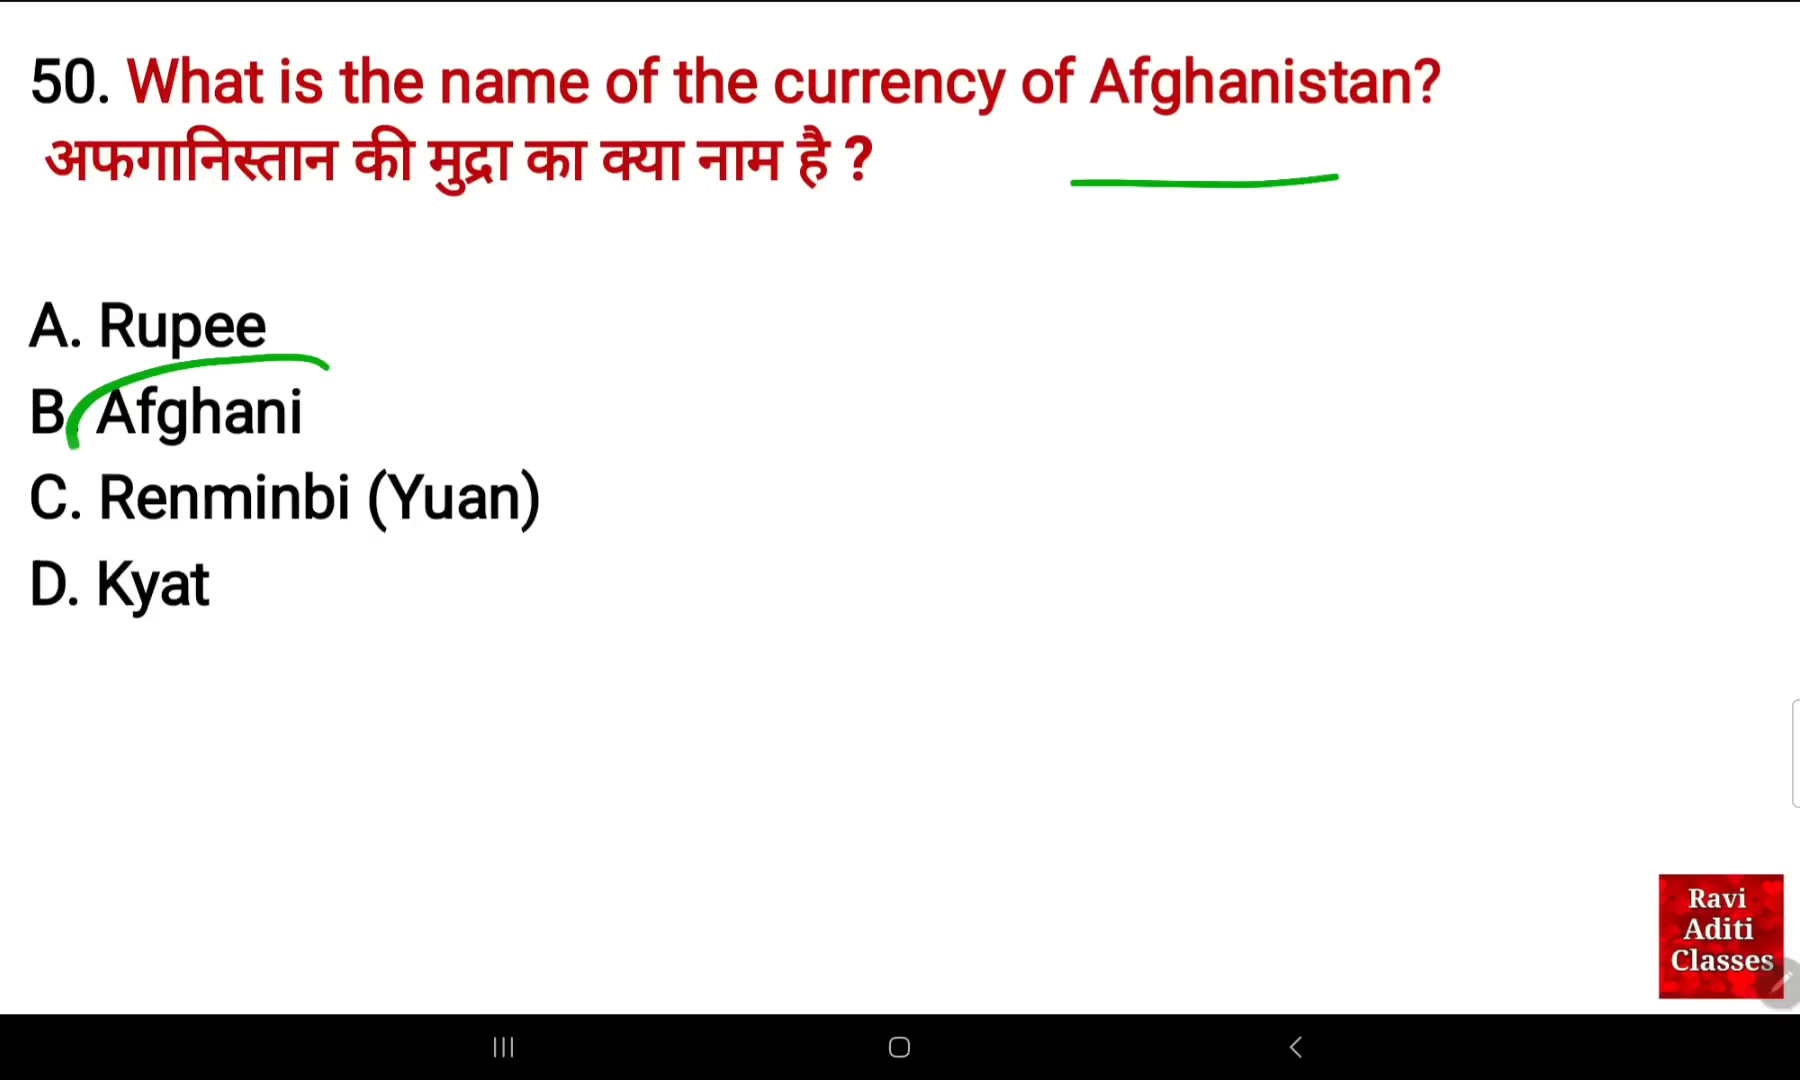 50. What is the name of the currency of Afghanistan?
अफगानिस्तान की मुद्रा का क्या नाम है ?
A. Rupee
B. Afghani
C. Renminbi (Yuan)
D. Kyat
Ravi
Aditi
Classes